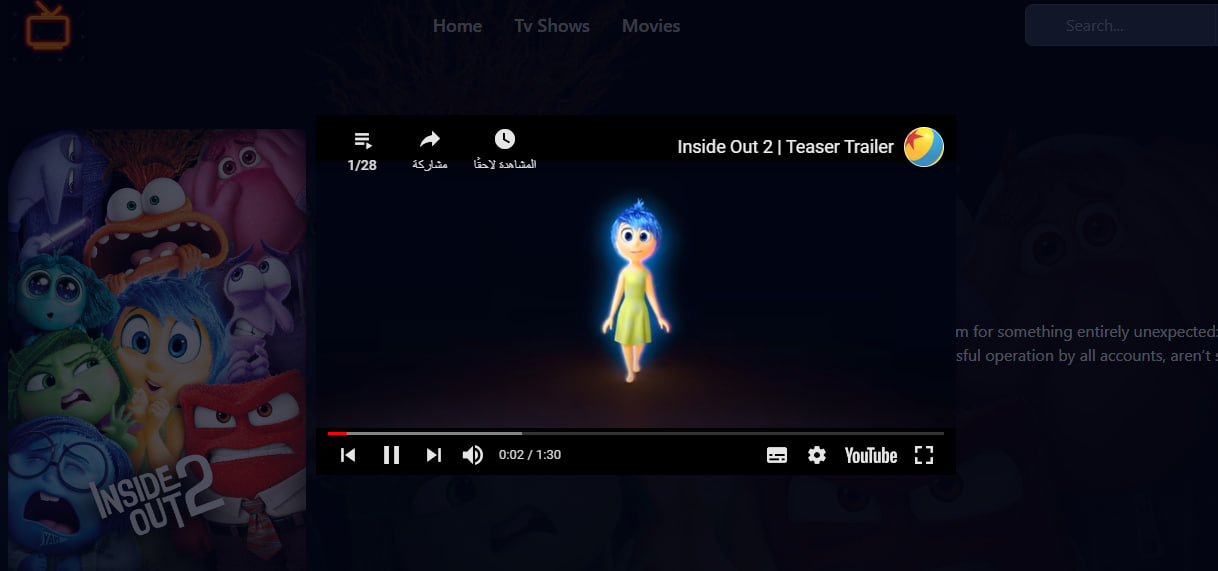 Home Tv Shows Movies Search...
Inside Out 2 | Teaser Trailer
1/28 مشاركة المشاهدة لاحقًا
m for something entirely unexpected:
sful operation by all accounts, aren't s
INSIDE
OUT 2
0:02 / 1:30 YouTube